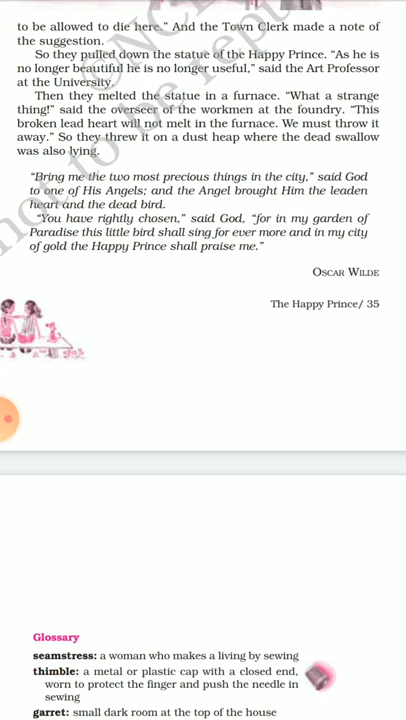 to be allowed to die here.” And the Town Clerk made a note of
the suggestion.
So they pulled down the statue of the Happy Prince. “As he is
no longer beautiful he is no longer useful,” said the Art Professor
at the University.
Then they melted the statue in a furnace. “What a strange
thing!” said the overseer of the workmen at the foundry. “This
broken lead heart will not melt in the furnace. We must throw it
away.” So they threw it on a dust heap where the dead swallow
was also lying.
“Bring me the two most precious things in the city,” said God
to one of His Angels; and the Angel brought Him the leaden
heart and the dead bird.
“You have rightly chosen,” said God, “for in my garden of
Paradise this little bird shall sing for ever more and in my city
of gold the Happy Prince shall praise me.”
OSCAR WILDE
The Happy Prince/ 35
not to be repu
©NC
Glossary
seamstress: a woman who makes a living by sewing
thimble: a metal or plastic cap with a closed end,
worn to protect the finger and push the needle in
sewing
garret: small dark room at the top of the house